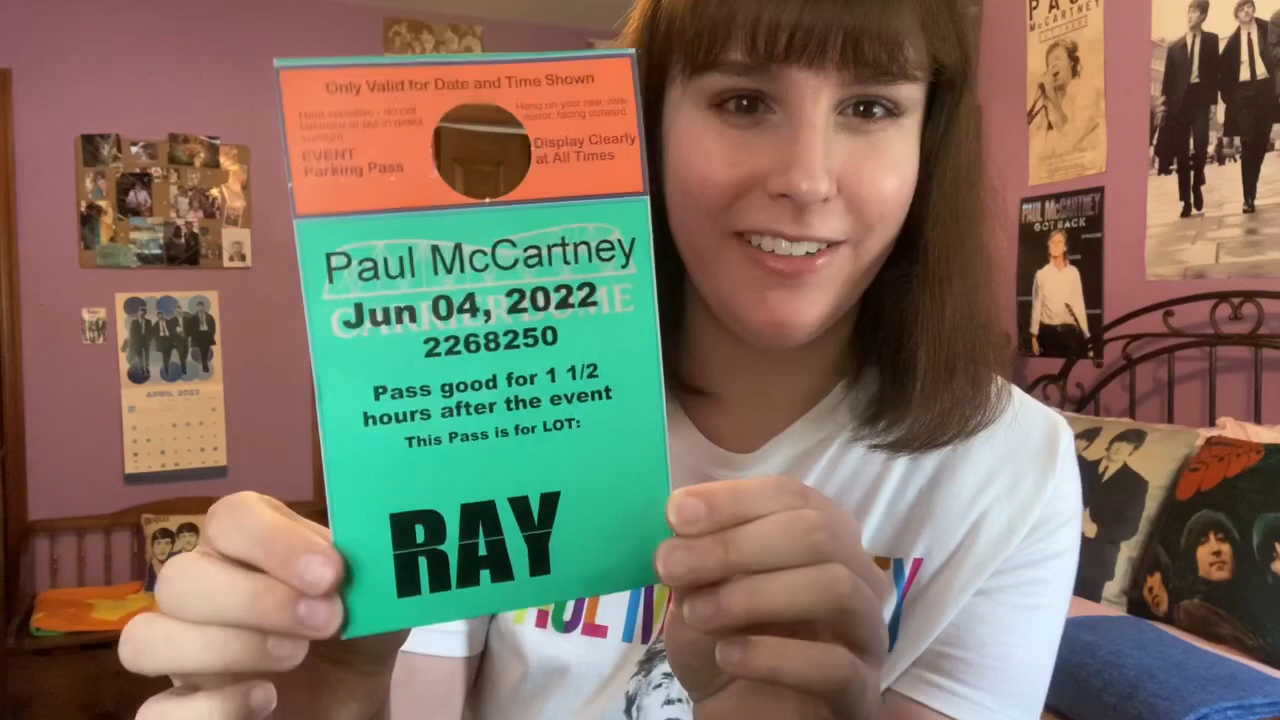 Only Valid for Date and Time Shown
Heat sensitive - do not
laminate or put in direct
sunlight
EVENT
Parking Pass
Hang on your rear view
mirror, facing outward.
Display Clearly
at All Times
Paul McCartney
Jun 04, 2022
CARRIER DOME
2268250
Pass good for 1 1/2
hours after the event
This Pass is for LOT:
RAY
APRIL 2023
PAUL
McCARTNEY
PAUL McCARTNEY
GOT BACK